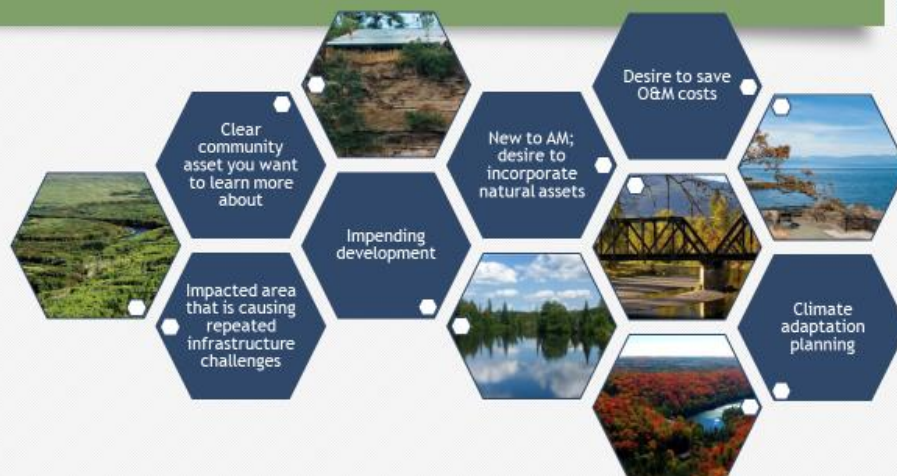 Clear
community
asset you want
to learn more
about
Impacted area
that is causing
repeated
infrastructure
challenges
Impending
development
New to AM;
desire to
incorporate
natural assets
Desire to save
O&M costs
Climate
adaptation
planning